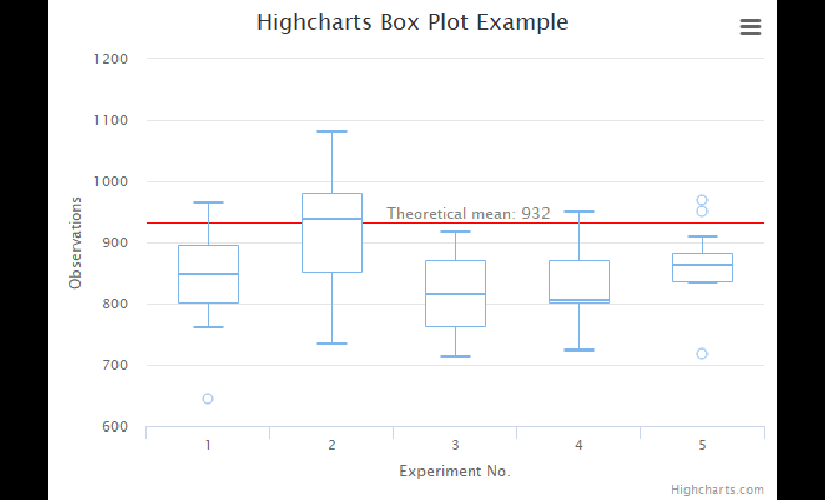 Highcharts Box Plot Example
1200
1100
1000
900
800
700
600
Observations
Theoretical mean: 932
1 2 3 4 5
Experiment No.
Highcharts.com